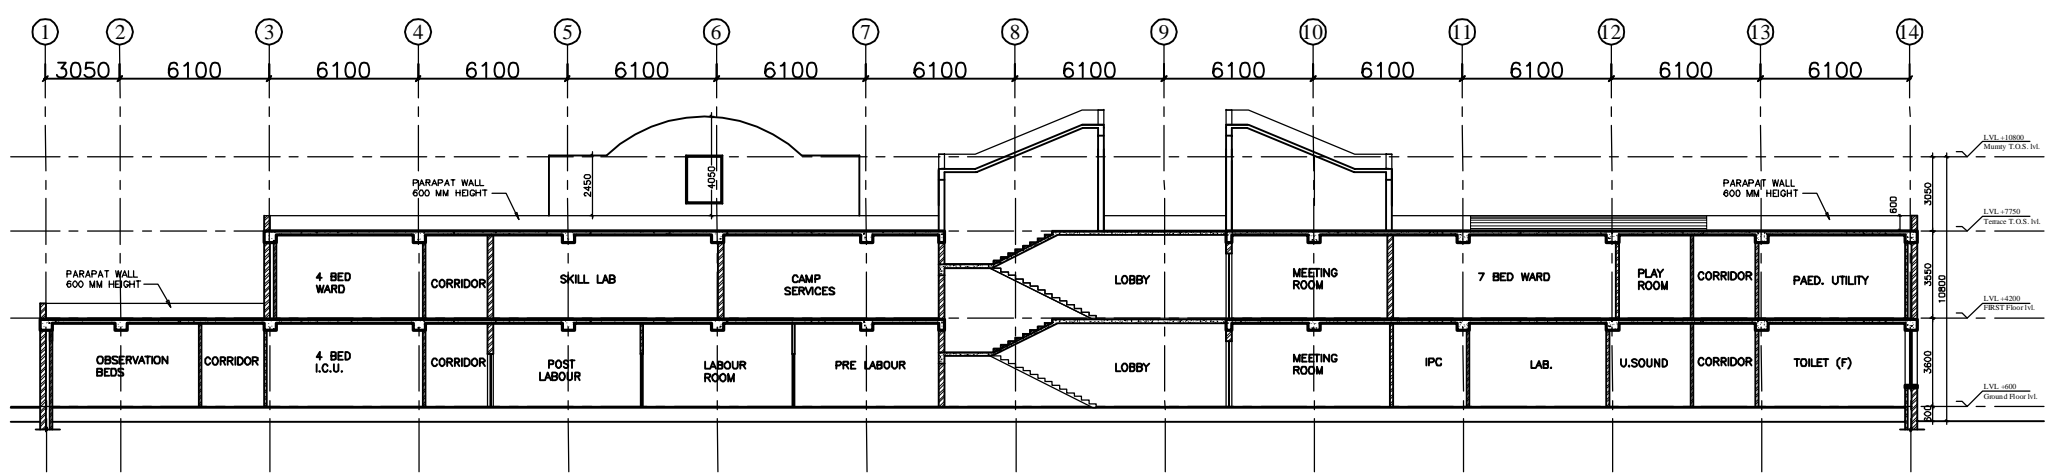 1 2 3 4 5 6 7 8 9 10 11 12 13 14
3050 6100 6100 6100 6100 6100 6100 6100 6100 6100 6100 6100 6100
LVL +10800
Mumty T.O.S. lvl.
2450
4050
PARAPAT WALL
600 MM HEIGHT
PARAPAT WALL
600 MM HEIGHT
600
3050
LVL +7750
Terrace T.O.S. lvl.
PARAPAT WALL
600 MM HEIGHT
4 BED
WARD
CORRIDOR
SKILL LAB
CAMP
SERVICES
LOBBY
MEETING
ROOM
7 BED WARD
PLAY
ROOM
CORRIDOR
PAED. UTILITY
3550
10800
LVL +4200
FIRST Floor lvl.
OBSERVATION
BEDS
CORRIDOR
4 BED
I.C.U.
CORRIDOR
POST
LABOUR
LABOUR
ROOM
PRE LABOUR
LOBBY
MEETING
ROOM
IPC
LAB.
U.SOUND
CORRIDOR
TOILET (F)
3600
LVL +600
Ground Floor lvl.
600